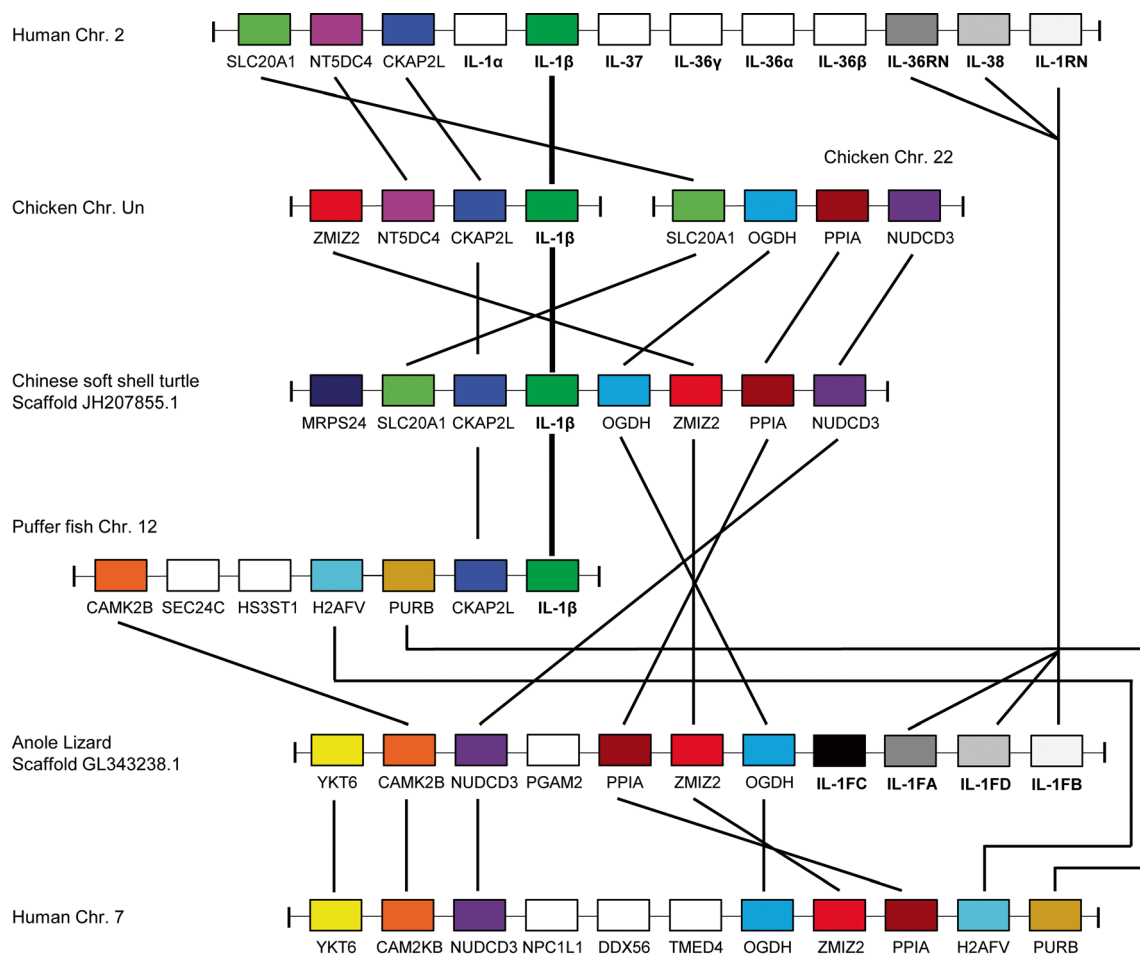 Human Chr. 2
SLC20A1 NT5DC4 CKAP2L IL-1α IL-1β IL-37 IL-36γ IL-36α IL-36β IL-36RN IL-38 IL-1RN
Chicken Chr. 22
Chicken Chr. Un
ZMIZ2 NT5DC4 CKAP2L IL-1β SLC20A1 OGDH PPIA NUDCD3
Chinese soft shell turtle
Scaffold JH207855.1
MRPS24 SLC20A1 CKAP2L IL-1β OGDH ZMIZ2 PPIA NUDCD3
Puffer fish Chr. 12
CAMK2B SEC24C HS3ST1 H2AFV PURB CKAP2L IL-1β
Anole Lizard
Scaffold GL343238.1
YKT6 CAMK2B NUDCD3 PGAM2 PPIA ZMIZ2 OGDH IL-1FC IL-1FA IL-1FD IL-1FB
Human Chr. 7
YKT6 CAM2KB NUDCD3 NPC1L1 DDX56 TMED4 OGDH ZMIZ2 PPIA H2AFV PURB